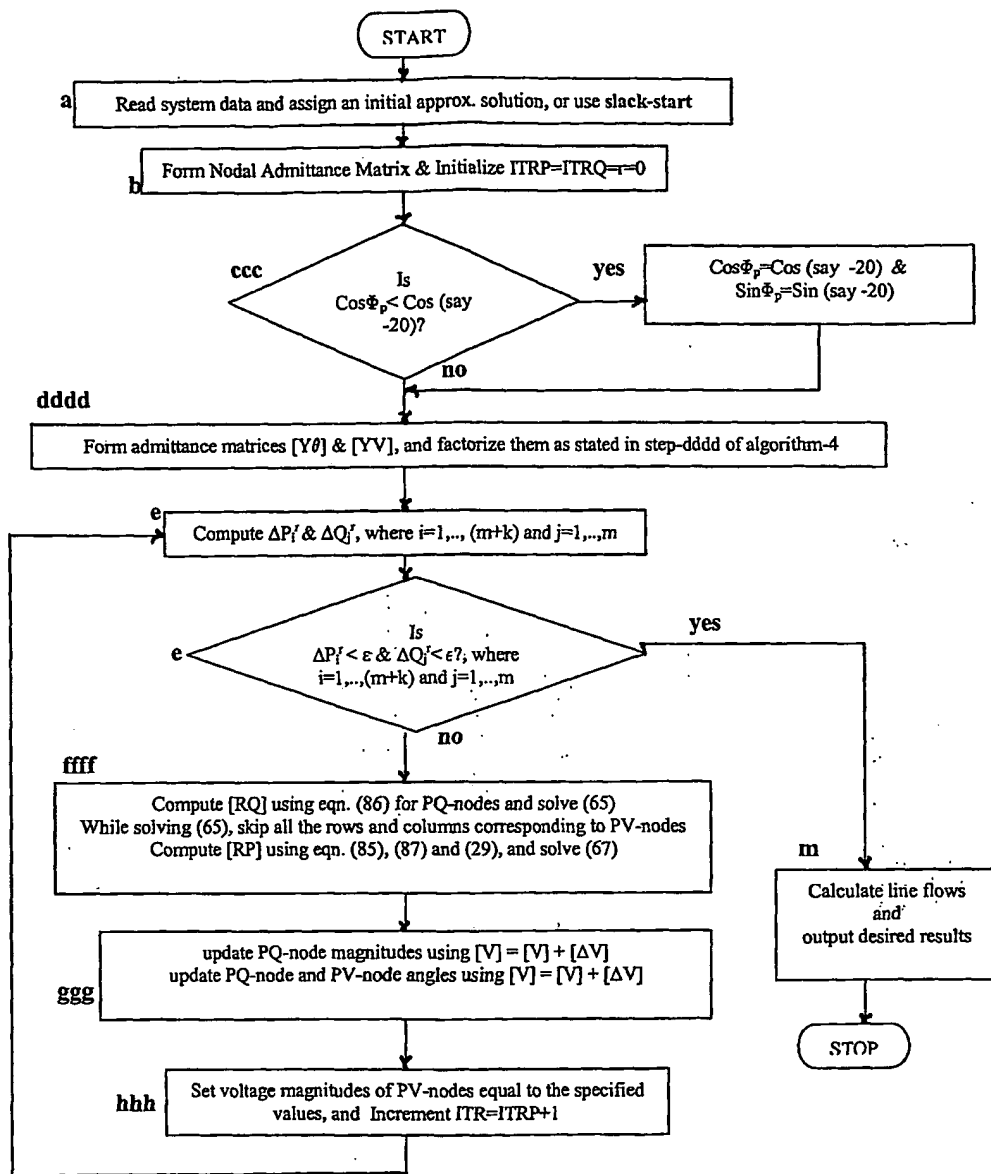 START
a
Read system data and assign an initial approx. solution, or use slack-start
b
Form Nodal Admittance Matrix & Initialize ITRP=ITRQ=r=0
ccc
Is
CosΦp< Cos (say
-20)?
yes
CosΦp=Cos (say -20) &
SinΦp=Sin (say -20)
no
dddd
Form admittance matrices [Yθ] & [YV], and factorize them as stated in step-dddd of algorithm-4
e
Compute ΔPiʳ & ΔQjʳ, where i=1,.., (m+k) and j=1,..,m
e
Is
ΔPiʳ < ε & ΔQjʳ < ϵ?, where
i=1,..,(m+k) and j=1,..,m
yes
no
ffff
Compute [RQ] using eqn. (86) for PQ-nodes and solve (65)
While solving (65), skip all the rows and columns corresponding to PV-nodes
Compute [RP] using eqn. (85), (87) and (29), and solve (67)
m
Calculate line flows
and
output desired results
ggg
update PQ-node magnitudes using [V] = [V] + [ΔV]
update PQ-node and PV-node angles using [V] = [V] + [ΔV]
STOP
hhh
Set voltage magnitudes of PV-nodes equal to the specified
values, and Increment ITR=ITRP+1